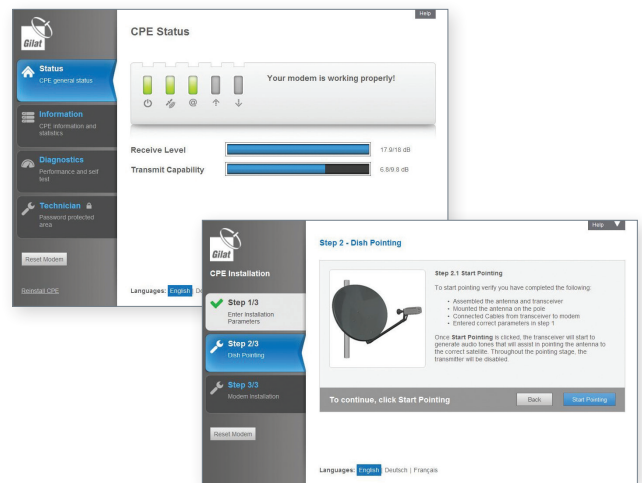 Help
Gilat
CPE Status
Status
CPE general status
Your modem is working properly!
Information
CPE information and
statistics
Receive Level
17.9/18 dB
Transmit Capability
6.8/9.8 dB
Diagnostics
Performance and self
test
Technician
Password protected
area
Reset Modem
Reinstall CPE
Languages: English
Help
Gilat
Step 2 - Dish Pointing
CPE Installation
Step 2.1 Start Pointing
To start pointing verify you have completed the following:
• Assembled the antenna and transceiver
• Mounted the antenna on the pole
• Connected Cables from transceiver to modem
• Entered correct parameters in step 1
Once Start Pointing is clicked, the transceiver will start to
generate audio tones that will assist in pointing the antenna to
the correct satellite. Throughout the pointing stage, the
transmitter will be disabled.
Step 1/3
Enter Installation
Parameters
Step 2/3
Dish Pointing
Step 3/3
Modem Installation
To continue, click Start Pointing
Back
Start Pointing
Reset Modem
Languages: English Deutsch | Français